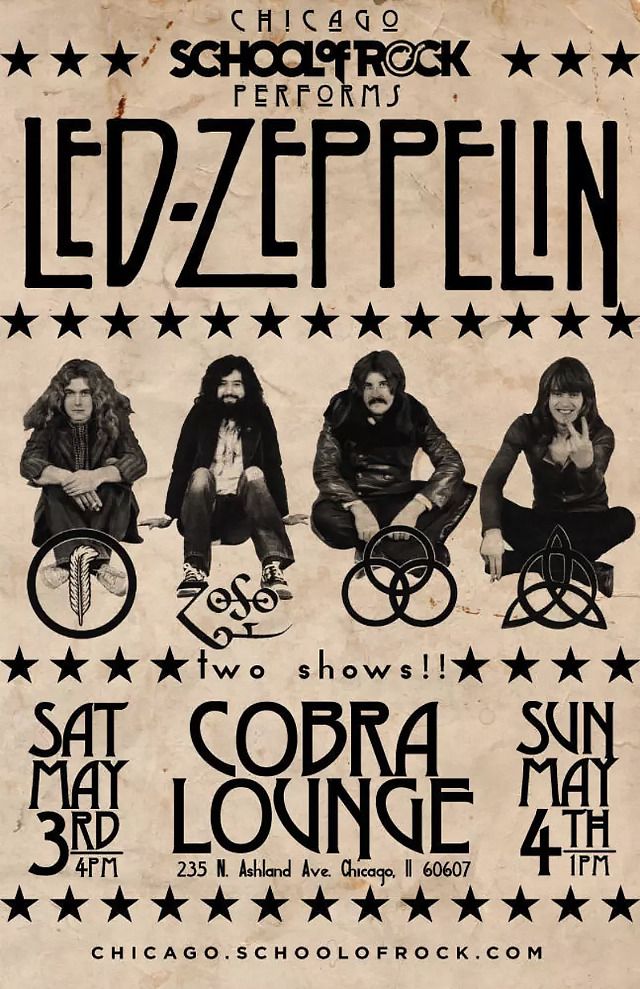 CHICAGO
SCHOOL of ROCK
PERFORMS
LED-ZEPPELIN
ZoSo
two shows!!
SAT
MAY
3RD
4PM
COBRA
LOUNGE
235 N. Ashland Ave. Chicago, Il 60607
SUN
MAY
4TH
1PM
CHICAGO.SCHOOLOFROCK.COM